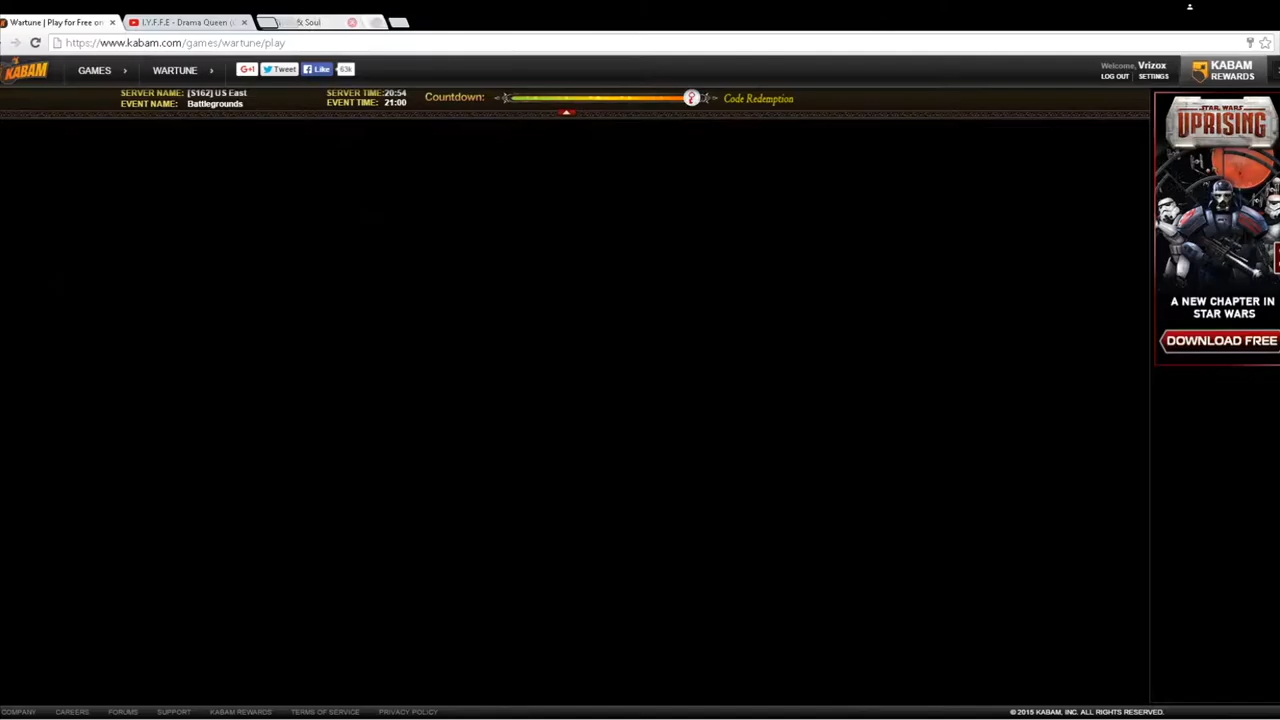 Wartune | Play for Free on
I.Y.F.F.E - Drama Queen (
& Soul
https://www.kabam.com/games/wartune/play
KABAM
GAMES
WARTUNE
G+1
Tweet
Like
63k
Welcome, Vrizox
LOG OUT
SETTINGS
KABAM
REWARDS
SERVER NAME: [S162] US East
SERVER TIME:20:54
EVENT NAME: Battlegrounds
EVENT TIME: 21:00
Countdown:
Code Redemption
STAR WARS
UPRISING
A NEW CHAPTER IN
STAR WARS
DOWNLOAD FREE
COMPANY
CAREERS
FORUMS
SUPPORT
KABAM REWARDS
TERMS OF SERVICE
PRIVACY POLICY
© 2015 KABAM, INC. ALL RIGHTS RESERVED.